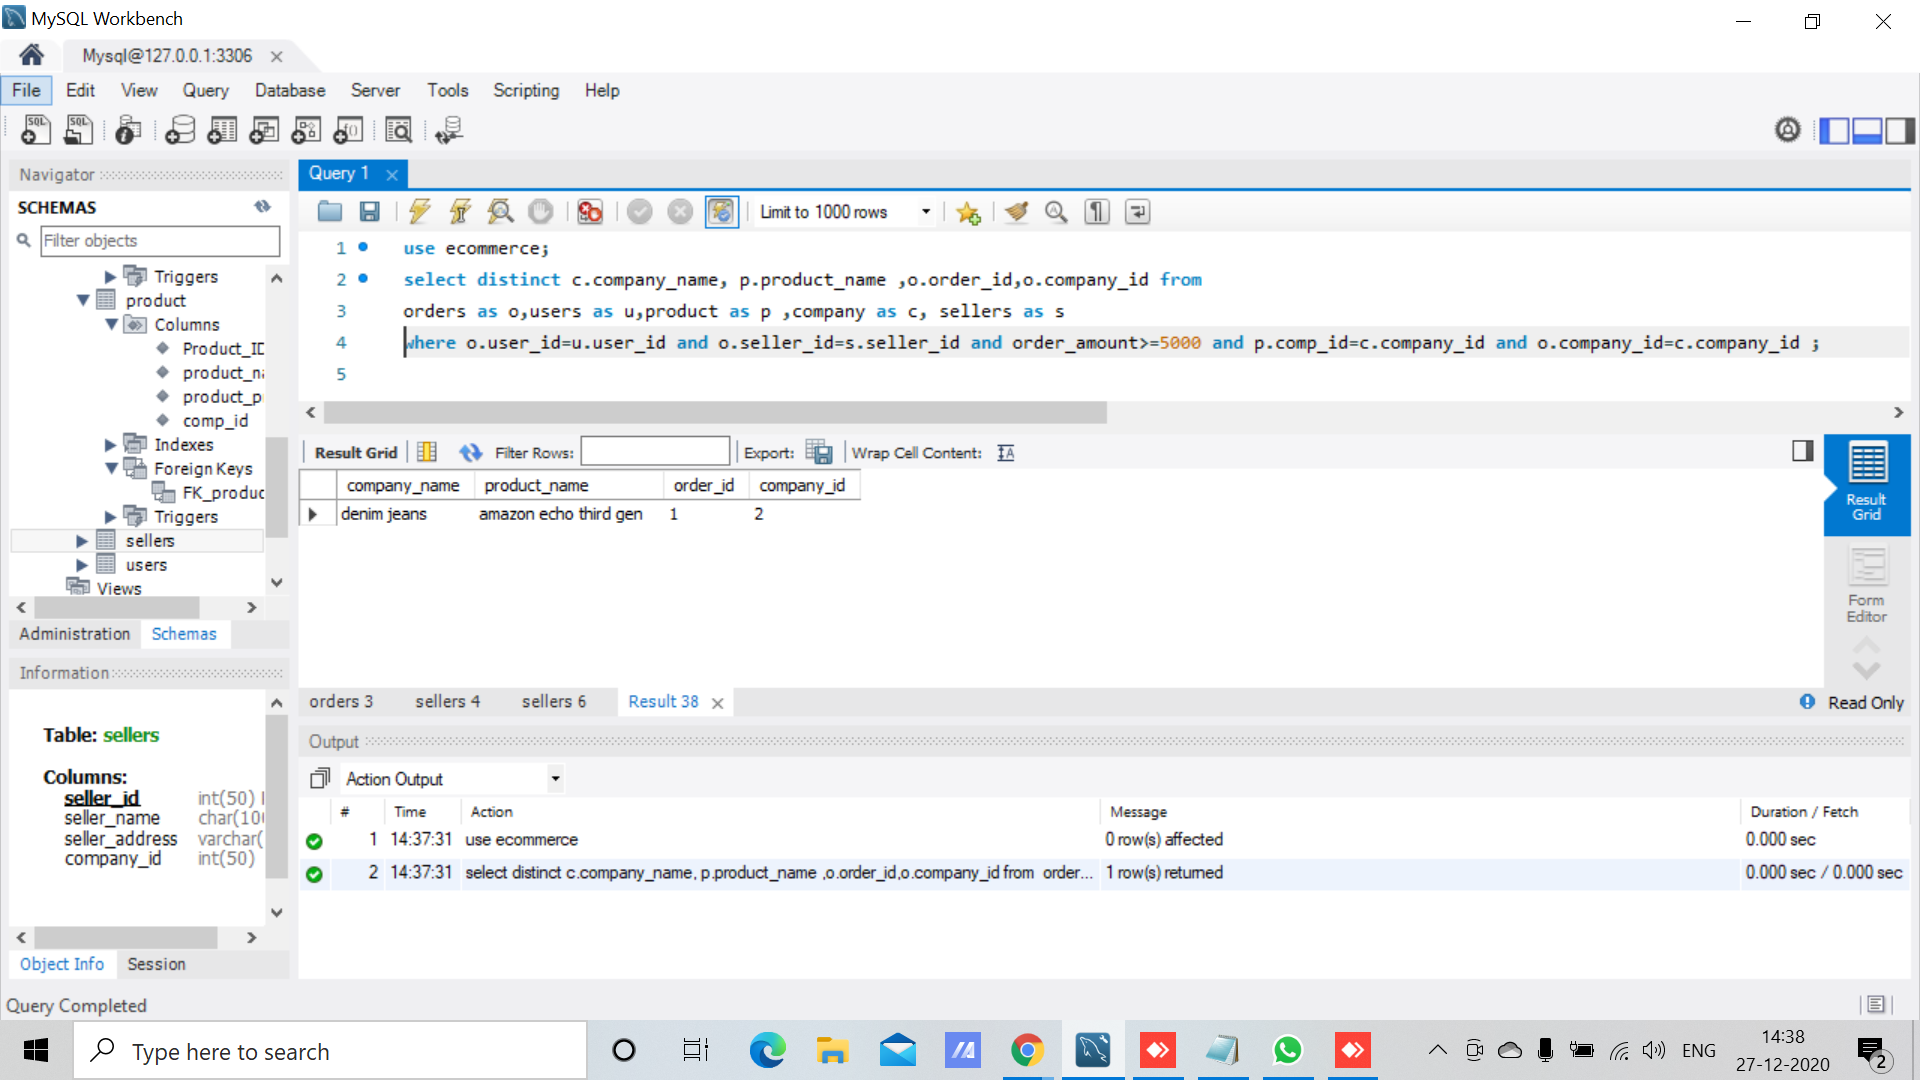 MySQL Workbench
Mysql@127.0.0.1:3306
File Edit View Query Database Server Tools Scripting Help
Navigator
SCHEMAS
Filter objects
Triggers
product
Columns
Product_ID
product_n
product_p
comp_id
Indexes
Foreign Keys
FK_produc
Triggers
sellers
users
Views
Administration Schemas
Information
Table: sellers
Columns:
seller_id int(50)
seller_name char(10
seller_address varchar(
company_id int(50)
Object Info Session
Query 1
Limit to 1000 rows
1 use ecommerce;
2 select distinct c.company_name, p.product_name ,o.order_id,o.company_id from
3 orders as o,users as u,product as p ,company as c, sellers as s
4 where o.user_id=u.user_id and o.seller_id=s.seller_id and order_amount>=5000 and p.comp_id=c.company_id and o.company_id=c.company_id ;
5
Result Grid Filter Rows: Export: Wrap Cell Content:
company_name product_name order_id company_id
denim jeans amazon echo third gen 1 2
Result
Grid
Form
Editor
orders 3 sellers 4 sellers 6 Result 38 Read Only
Output
Action Output
# Time Action Message Duration / Fetch
1 14:37:31 use ecommerce 0 row(s) affected 0.000 sec
2 14:37:31 select distinct c.company_name, p.product_name ,o.order_id,o.company_id from order... 1 row(s) returned 0.000 sec / 0.000 sec
Query Completed
Type here to search
ENG
14:38
27-12-2020
2